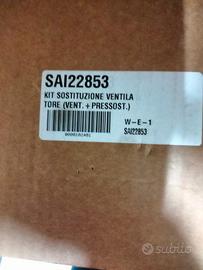 SAI22853
KIT SOSTITUZIONE VENTILA
TORE (VENT. + PRESSOST.)
W-E-1
SAI22853
subito